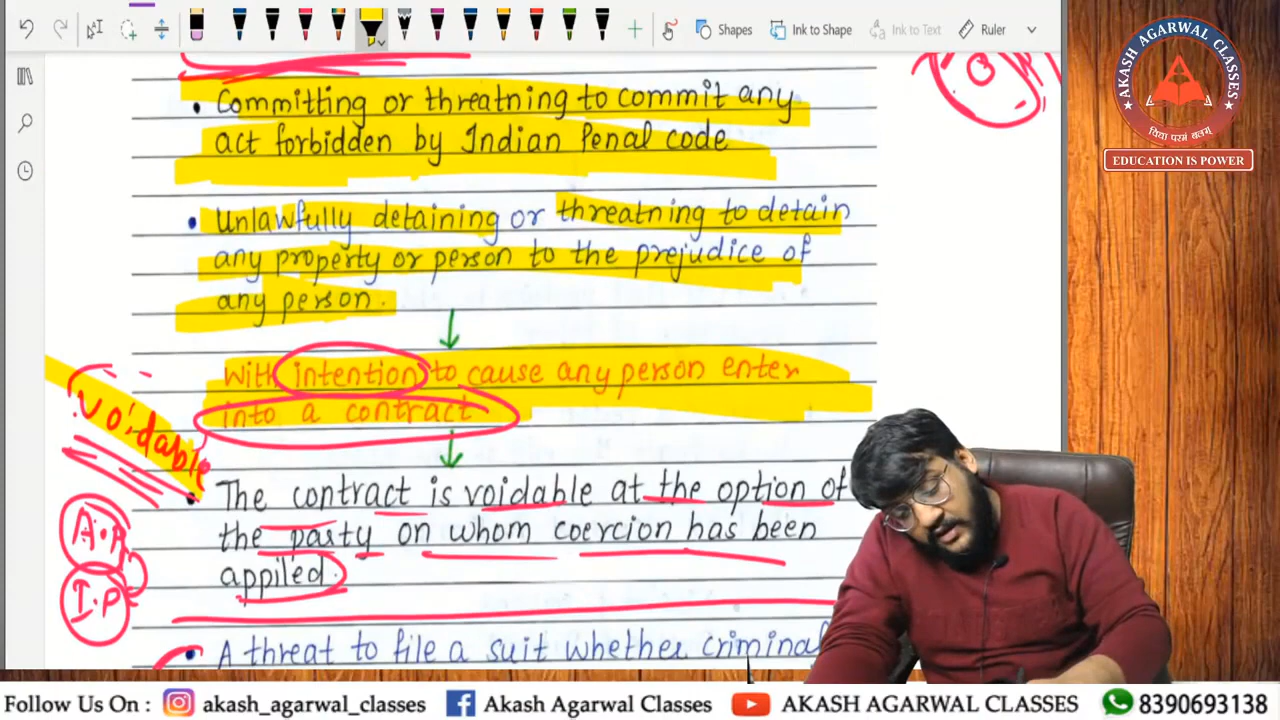 Shapes
Ink to Shape
Ink to Text
Ruler
AKASH AGARWAL CLASSES
विद्या परमं बलम्
EDUCATION IS POWER
Committing or threatning to commit any
act forbidden by Indian Penal code
Unlawfully detaining or threatning to detain
any property or person to the prejudice of
any person.
With intention to cause any person enter
into a contract
voidable
The contract is voidable at the option of
the party on whom coercion has been
appiled.
A.P
I.P
A threat to file a suit whether criminal
Follow Us On : akash_agarwal_classes Akash Agarwal Classes AKASH AGARWAL CLASSES 8390693138